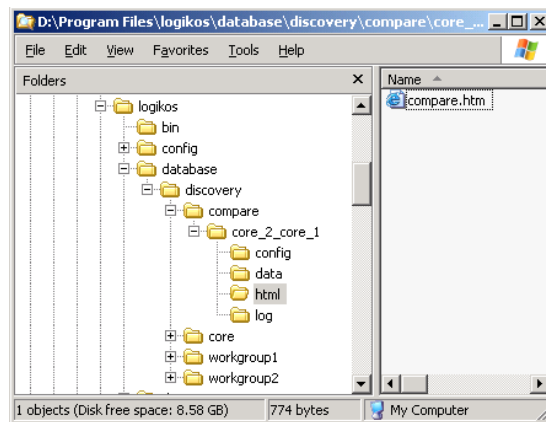 D:\Program Files\logikos\database\discovery\compare\core_...
File Edit View Favorites Tools Help
Folders
Name
logikos
compare.htm
bin
config
database
discovery
compare
core_2_core_1
config
data
html
log
core
workgroup1
workgroup2
1 objects (Disk free space: 8.58 GB) 774 bytes My Computer